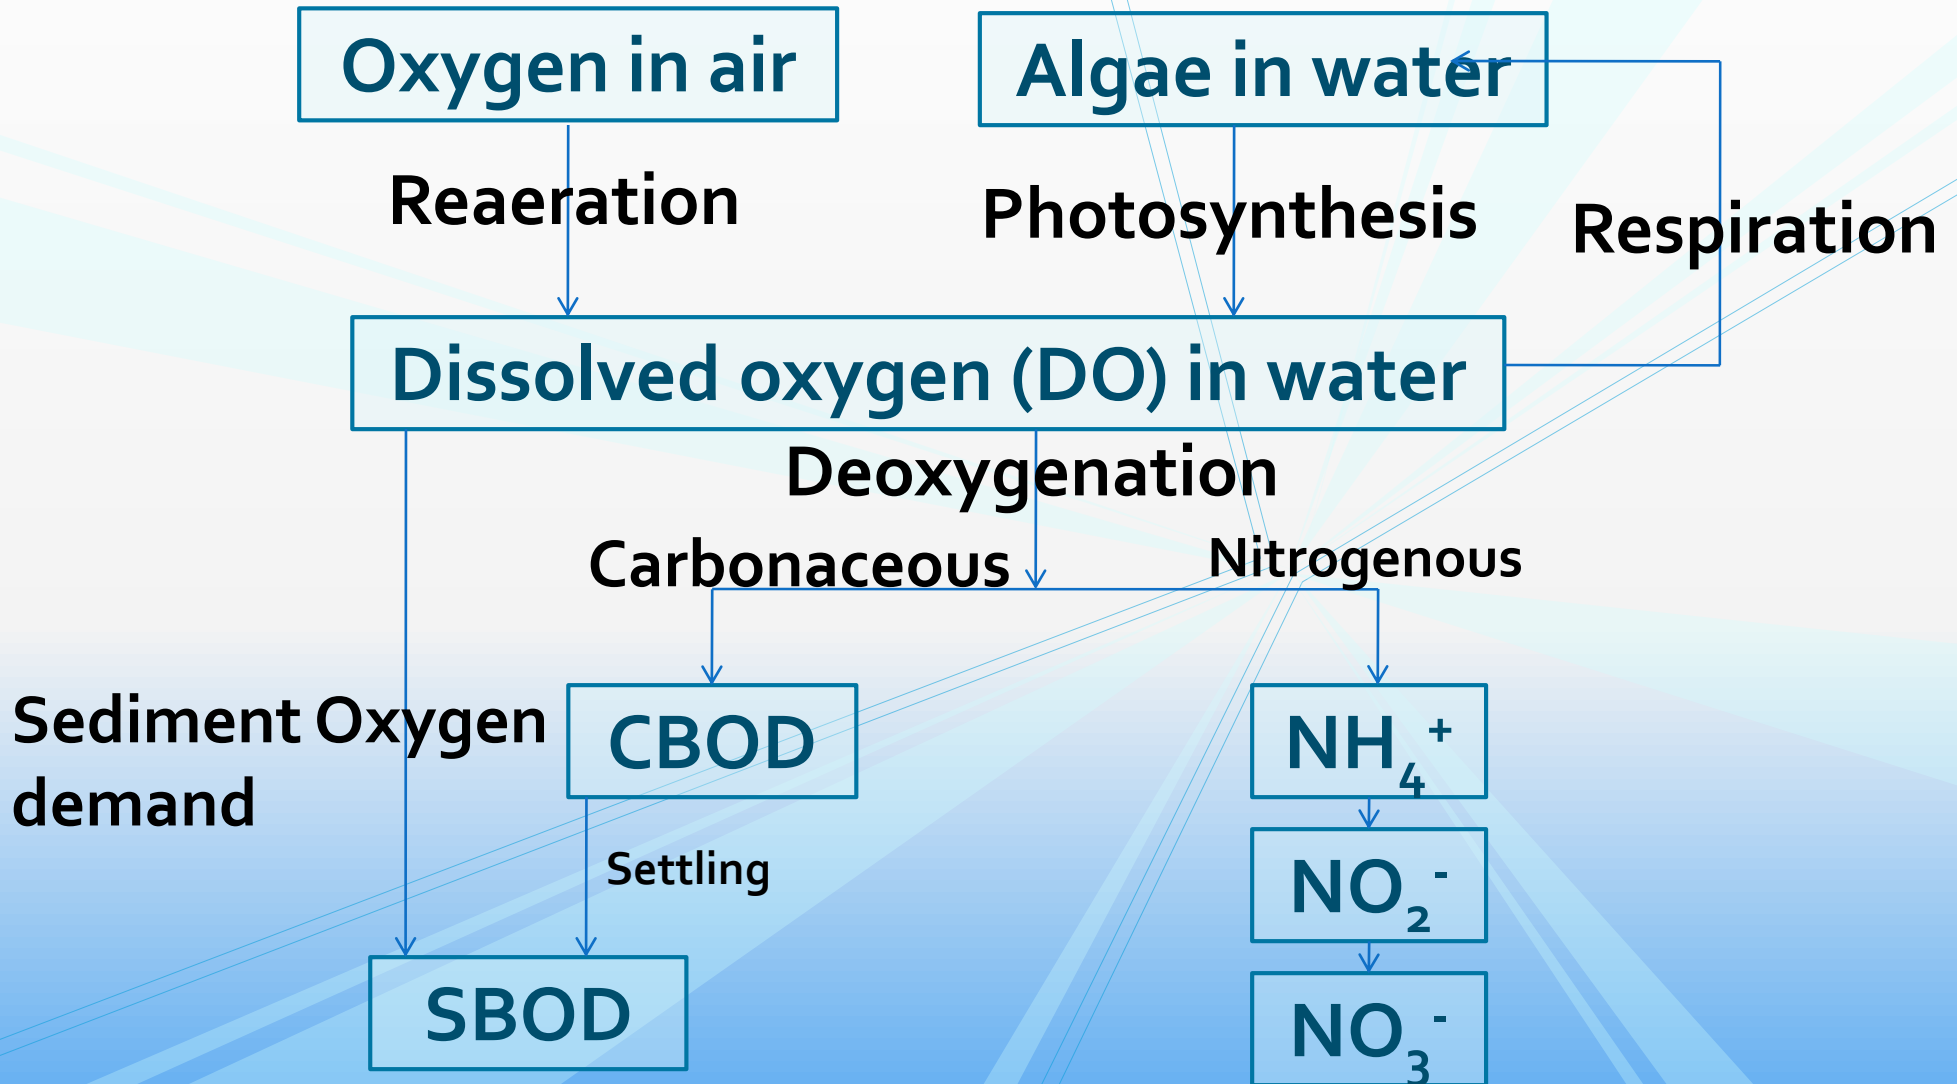 Oxygen in air
Algae in water
Reaeration
Photosynthesis
Respiration
Dissolved oxygen (DO) in water
Deoxygenation
Carbonaceous
Nitrogenous
Sediment Oxygen
demand
CBOD
NH₄⁺
Settling
NO₂⁻
SBOD
NO₃⁻